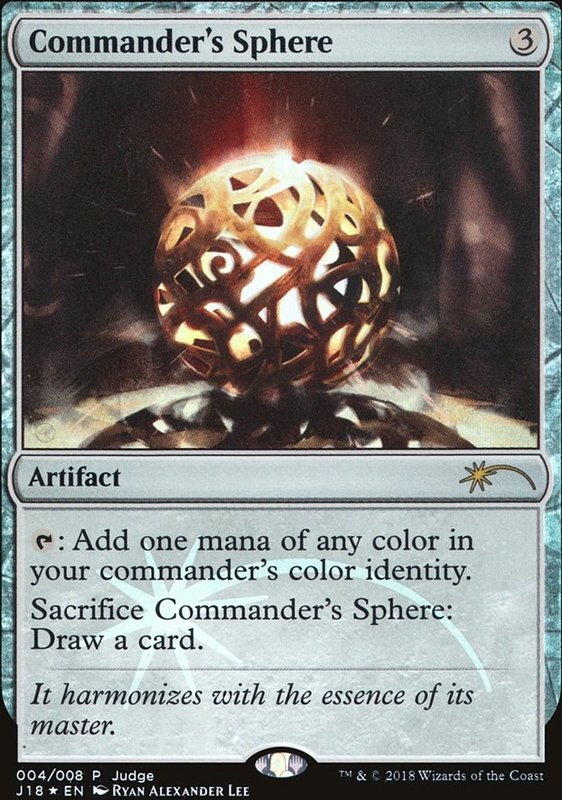 Commander's Sphere 3
Artifact
: Add one mana of any color in
your commander's color identity.
Sacrifice Commander's Sphere:
Draw a card.
It harmonizes with the essence of its
master.
004/008 P Judge
J18 ★ EN Ryan Alexander Lee
™ & © 2018 Wizards of the Coast